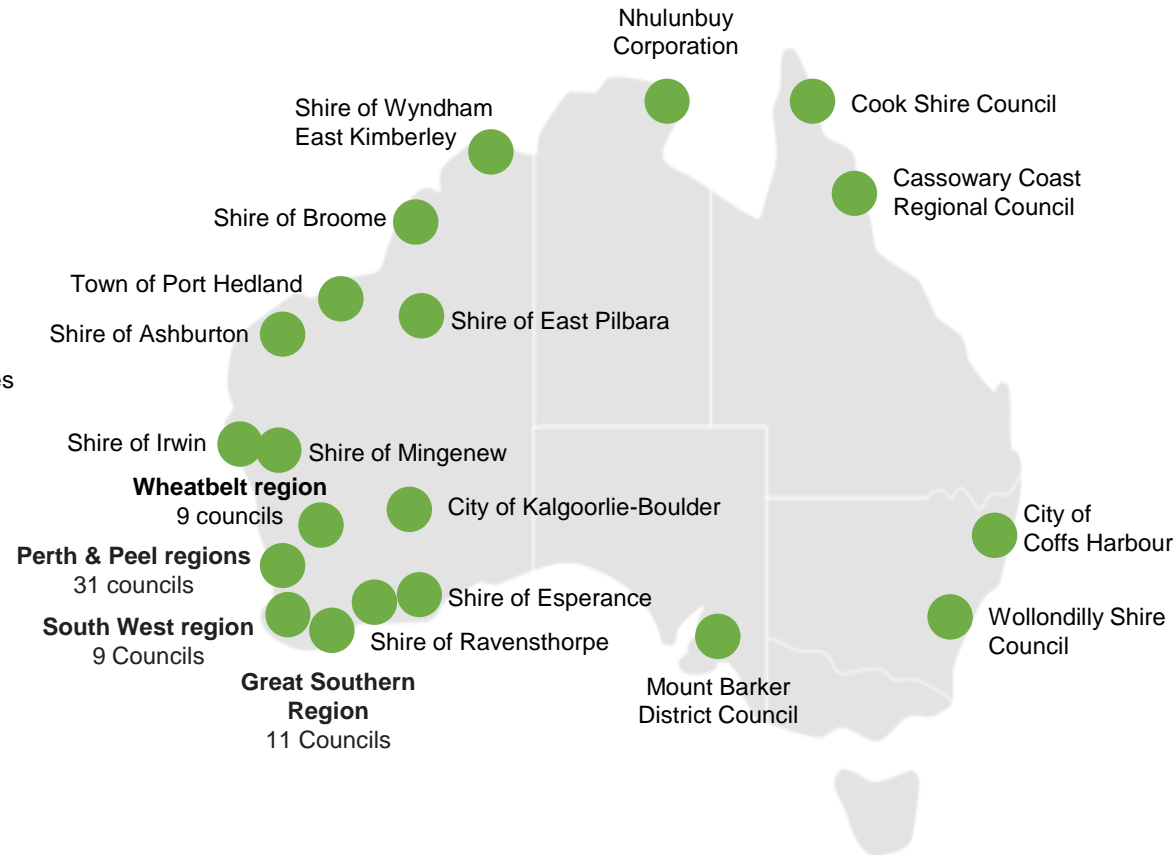 Nhulunbuy
Corporation
Shire of Wyndham
East Kimberley
Cook Shire Council
Cassowary Coast
Regional Council
Shire of Broome
Town of Port Hedland
Shire of Ashburton
Shire of East Pilbara
es
Shire of Irwin
Shire of Mingenew
Wheatbelt region
9 councils
City of Kalgoorlie-Boulder
City of
Coffs Harbour
Perth & Peel regions
31 councils
South West region
9 Councils
Shire of Esperance
Shire of Ravensthorpe
Wollondilly Shire
Council
Great Southern
Region
11 Councils
Mount Barker
District Council